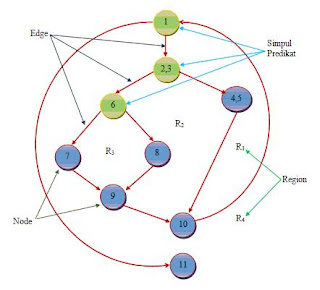 1
Edge
Simpul
Predikat
2,3
4,5
6
R2
R1
R3
7
8
Region
9
Node
10
R4
11